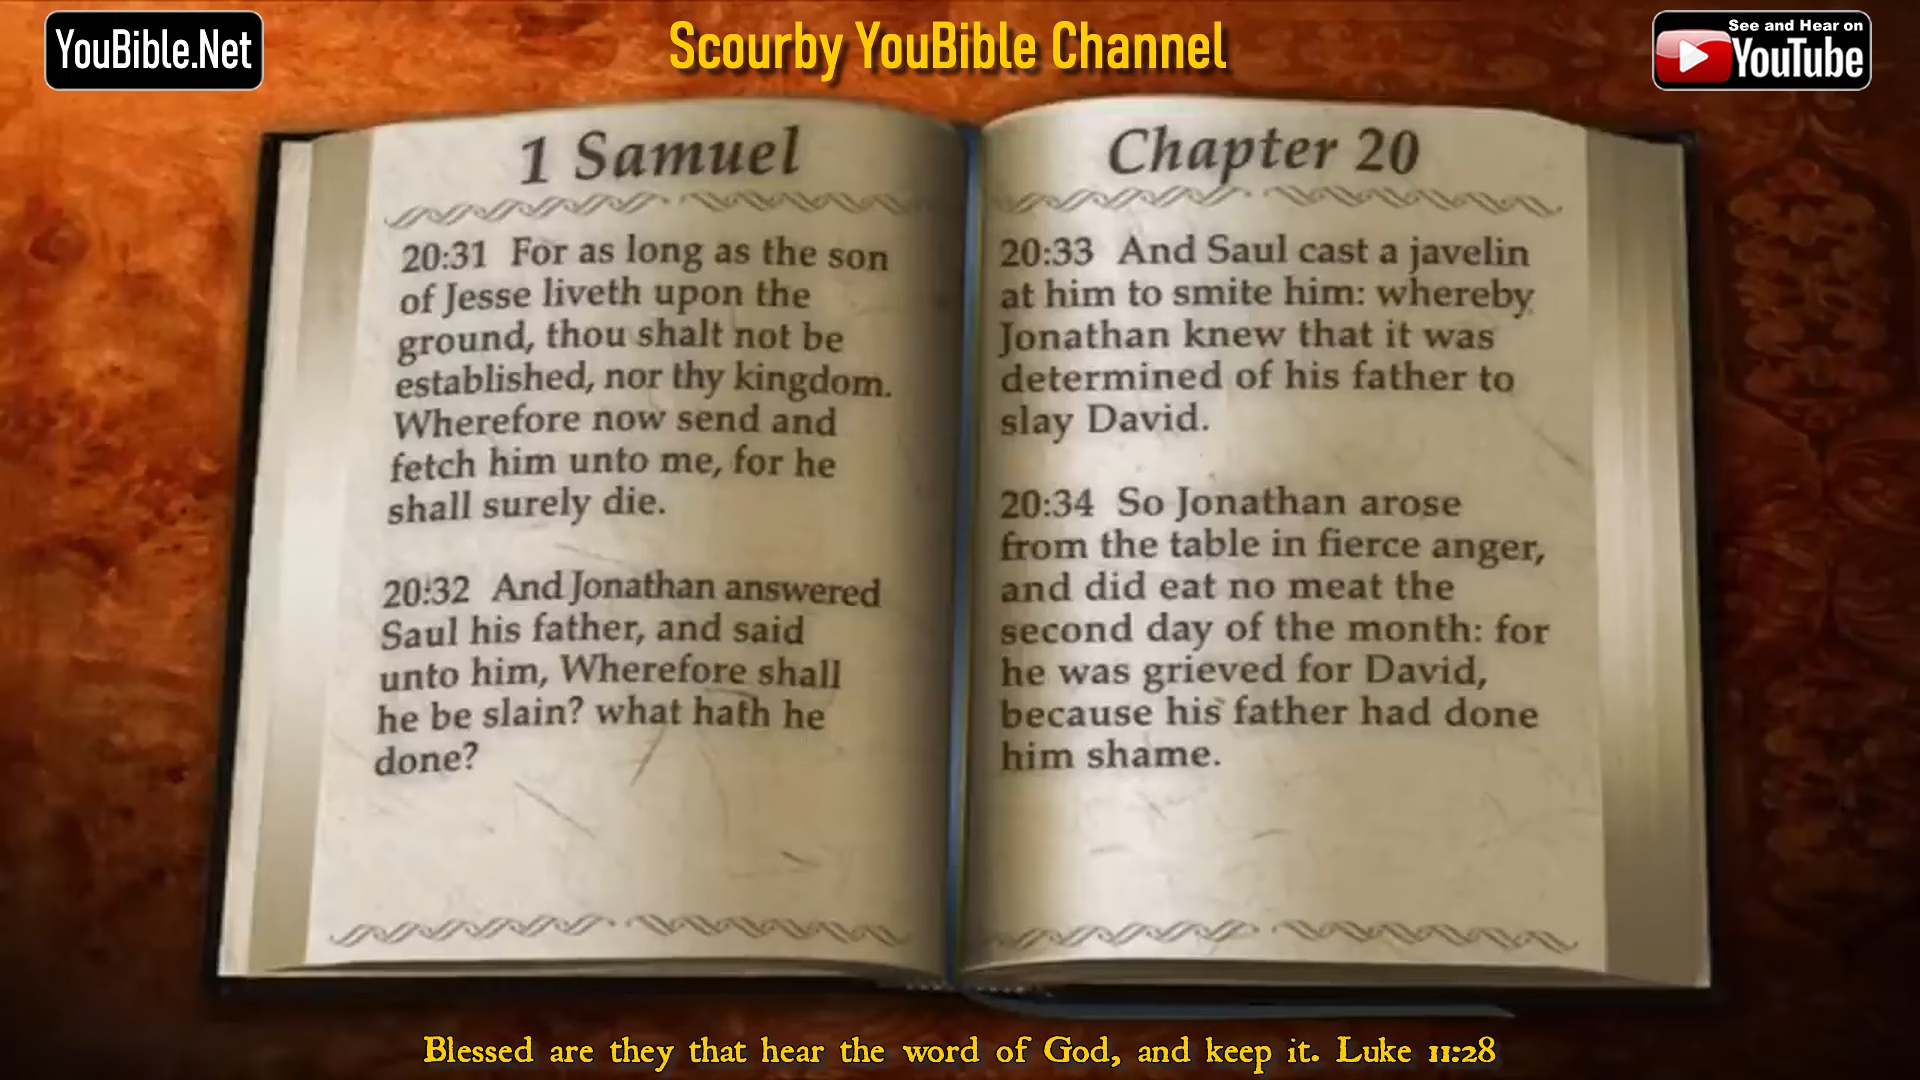 YouBible.Net
Scourby YouBible Channel
See and Hear on
YouTube
1 Samuel
20:31 For as long as the son
of Jesse liveth upon the
ground, thou shalt not be
established, nor thy kingdom.
Wherefore now send and
fetch him unto me, for he
shall surely die.
20:32 And Jonathan answered
Saul his father, and said
unto him, Wherefore shall
he be slain? what hath he
done?
Chapter 20
20:33 And Saul cast a javelin
at him to smite him: whereby
Jonathan knew that it was
determined of his father to
slay David.
20:34 So Jonathan arose
from the table in fierce anger,
and did eat no meat the
second day of the month: for
he was grieved for David,
because his father had done
him shame.
Blessed are they that hear the word of God, and keep it. Luke 11:28